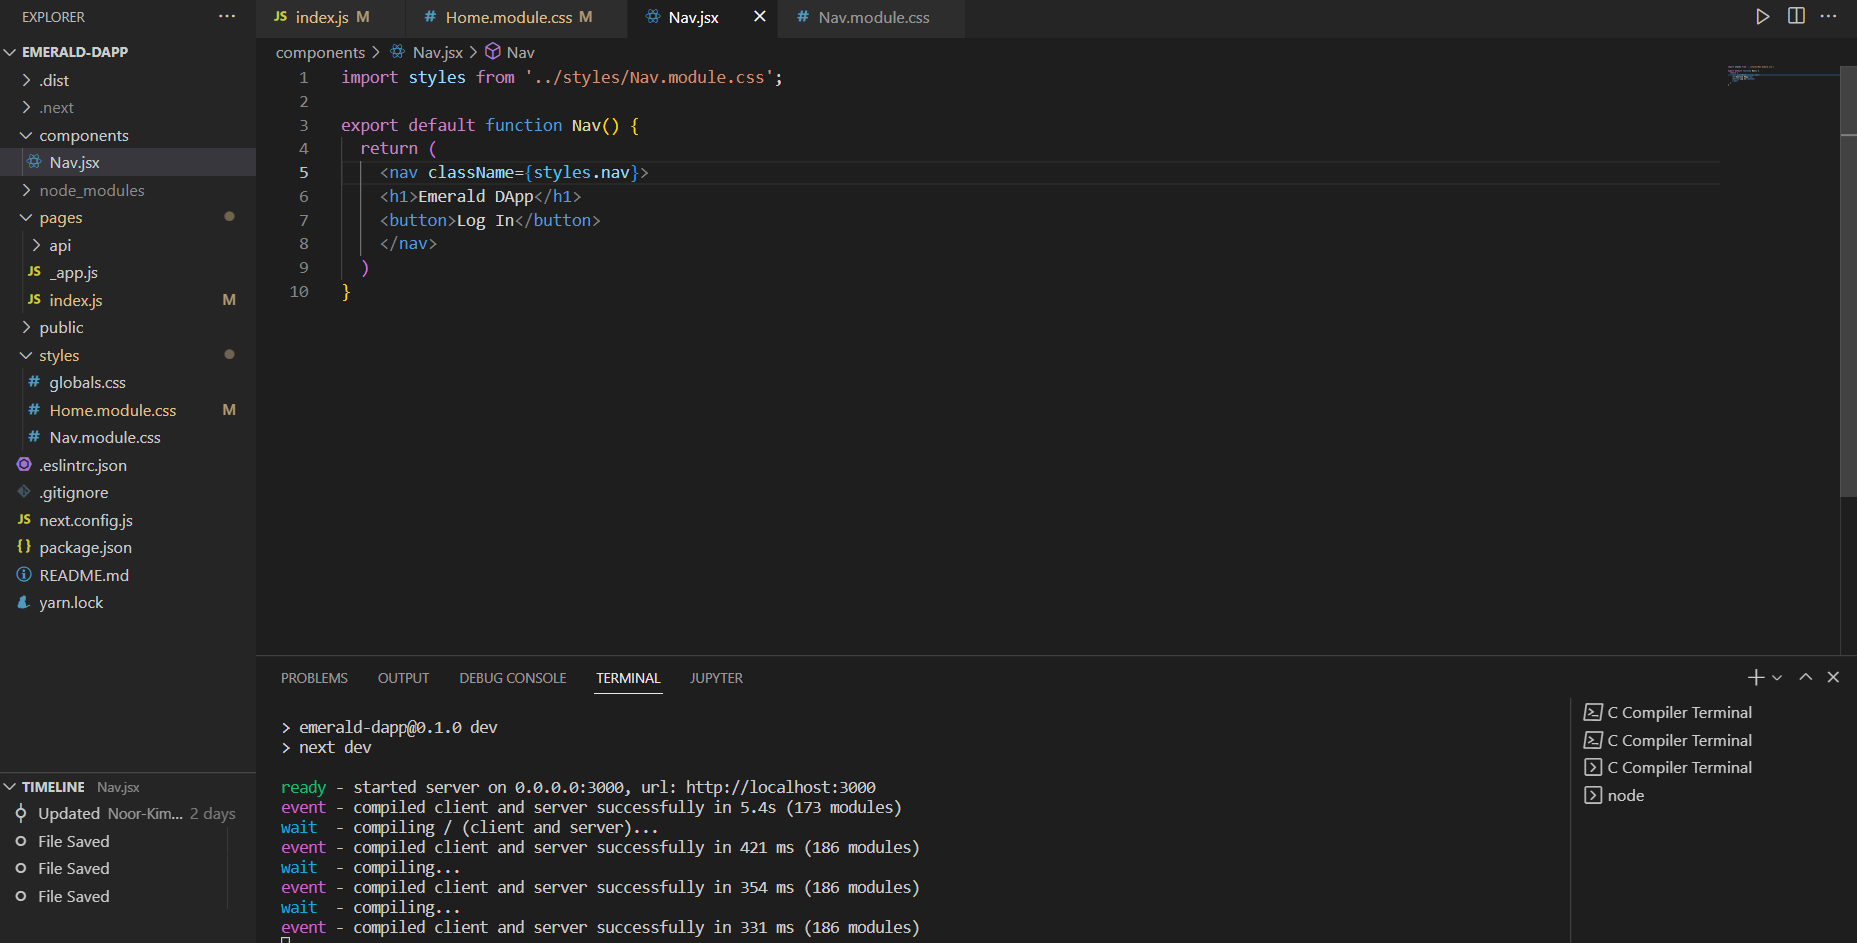 EXPLORER
EMERALD-DAPP
.dist
.next
components
Nav.jsx
node_modules
pages
api
JS _app.js
JS index.js M
public
styles
# globals.css
# Home.module.css M
# Nav.module.css
.eslintrc.json
.gitignore
JS next.config.js
{} package.json
README.md
yarn.lock
TIMELINE Nav.jsx
Updated Noor-Kim... 2 days
File Saved
File Saved
File Saved
JS index.js M # Home.module.css M Nav.jsx # Nav.module.css
components > Nav.jsx > Nav
1 import styles from '../styles/Nav.module.css';
2
3 export default function Nav() {
4 return (
5 <nav className={styles.nav}>
6 <h1>Emerald DApp</h1>
7 <button>Log In</button>
8 </nav>
9 )
10 }
PROBLEMS OUTPUT DEBUG CONSOLE TERMINAL JUPYTER
> emerald-dapp@0.1.0 dev
> next dev
ready - started server on 0.0.0.0:3000, url: http://localhost:3000
event - compiled client and server successfully in 5.4s (173 modules)
wait - compiling / (client and server)...
event - compiled client and server successfully in 421 ms (186 modules)
wait - compiling...
event - compiled client and server successfully in 354 ms (186 modules)
wait - compiling...
event - compiled client and server successfully in 331 ms (186 modules)
C Compiler Terminal
C Compiler Terminal
C Compiler Terminal
node